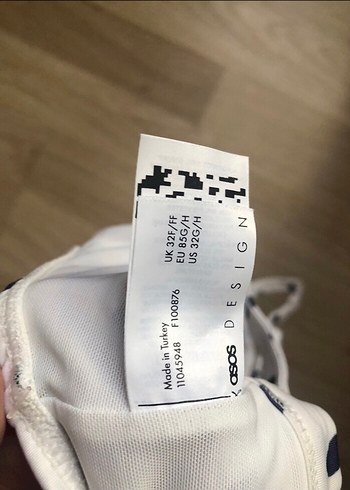 UK 32F/FF
EU 85G/H
US 32G/H
Made in Turkey
11045948 F100876
asos
DESIGN